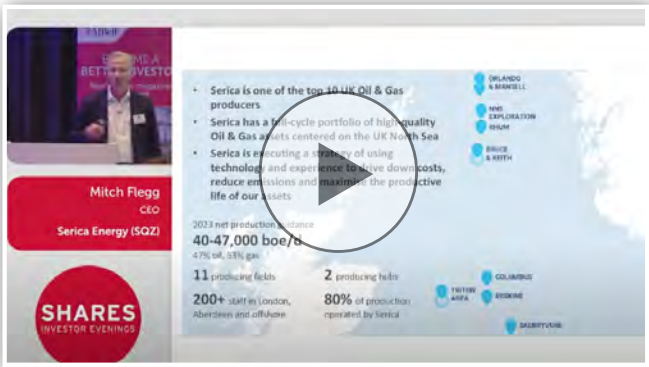 BECOME A
BETTER INVESTO
Mitch Flegg
CEO
Serica Energy (SQZ)
SHARES
INVESTOR EVENINGS
• Serica is one of the top 10 UK Oil & Gas
producers
• Serica has a full-cycle portfolio of high-quality
Oil & Gas assets centered on the UK North Sea
• Serica is executing a strategy of using
technology and experience to drive down costs,
reduce emissions and maximise the productive
life of our assets
2023 net production guidance
40-47,000 boe/d
47% oil, 53% gas
11 producing fields
2 producing hubs
200+ staff in London,
Aberdeen and offshore
80% of production
operated by Serica
ORLANDO
& MANSELL
NNS
EXPLORATION
RHUM
BRUCE
& KEITH
TRITON
AREA
COLUMBUS
ERSKINE